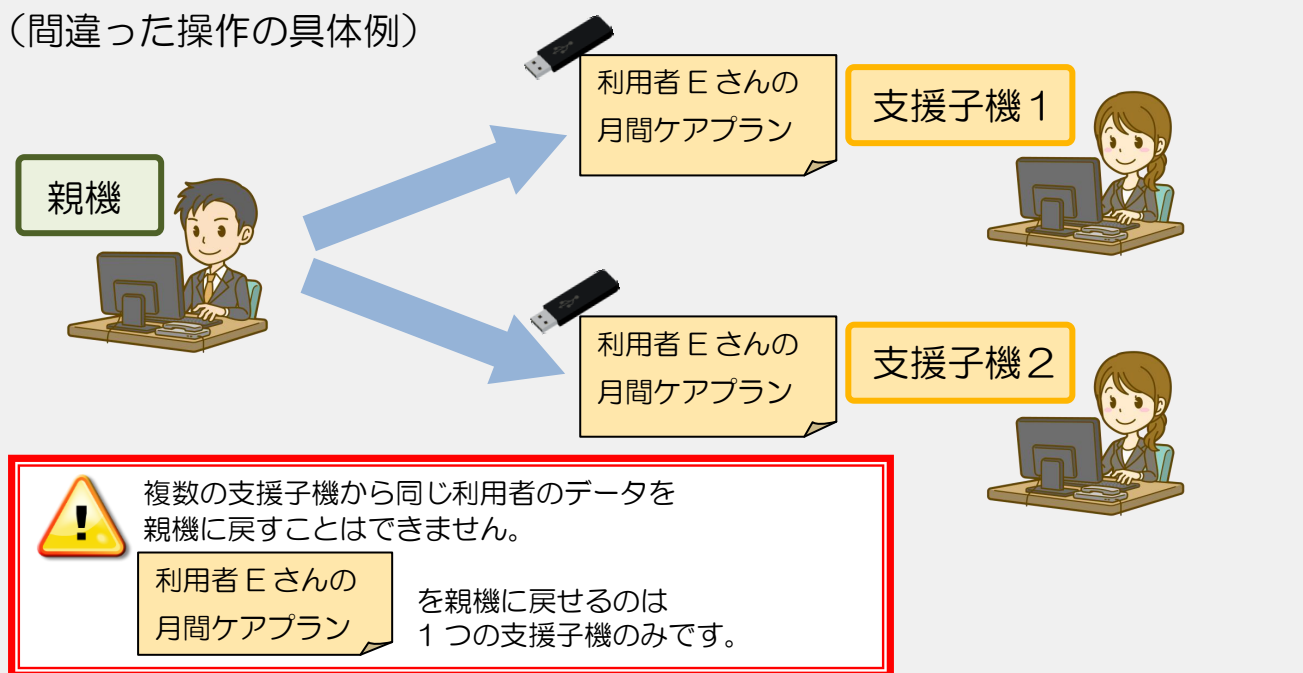 （間違った操作の具体例）
利用者Eさんの
月間ケアプラン
支援子機１
親機
利用者Eさんの
月間ケアプラン
支援子機２
!
複数の支援子機から同じ利用者のデータを
親機に戻すことはできません。
利用者Eさんの
月間ケアプラン
を親機に戻せるのは
1つの支援子機のみです。